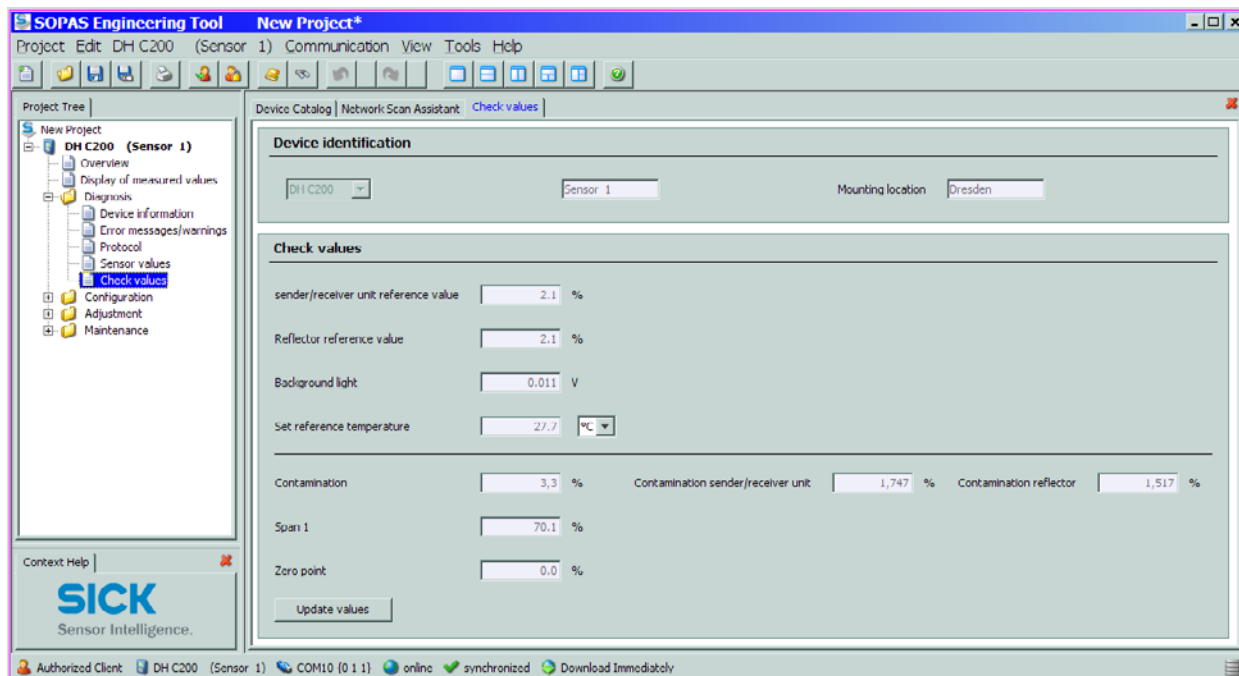 SOPAS Engineering Tool New Project*
Project Edit DH C200 (Sensor 1) Communication View Tools Help
Project Tree
Device Catalog Network Scan Assistant Check values
New Project
DH C200 (Sensor 1)
Overview
Display of measured values
Diagnosis
Device information
Error messages/warnings
Protocol
Sensor values
Check values
Configuration
Adjustment
Maintenance
Device identification
DH C200 Sensor 1 Mounting location Dresden
Check values
sender/receiver unit reference value 2.1 %
Reflector reference value 2.1 %
Background light 0.011 V
Set reference temperature 27.7 °C
Contamination 3,3 % Contamination sender/receiver unit 1,747 % Contamination reflector 1,517 %
Span 1 70.1 %
Zero point 0.0 %
Update values
Context Help
SICK
Sensor Intelligence.
Authorized Client DH C200 (Sensor 1) COM10 {0 1 1} online synchronized Download Immediately